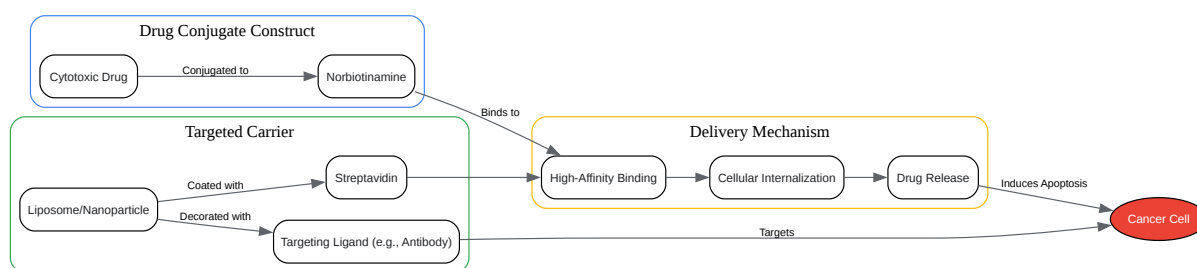 Drug Conjugate Construct
Cytotoxic Drug
Conjugated to
Norbiotinamine
Binds to
Targeted Carrier
Delivery Mechanism
Liposome/Nanoparticle
Coated with
Streptavidin
Decorated with
Targeting Ligand (e.g., Antibody)
High-Affinity Binding
Cellular Internalization
Drug Release
Induces Apoptosis
Targets
Cancer Cell